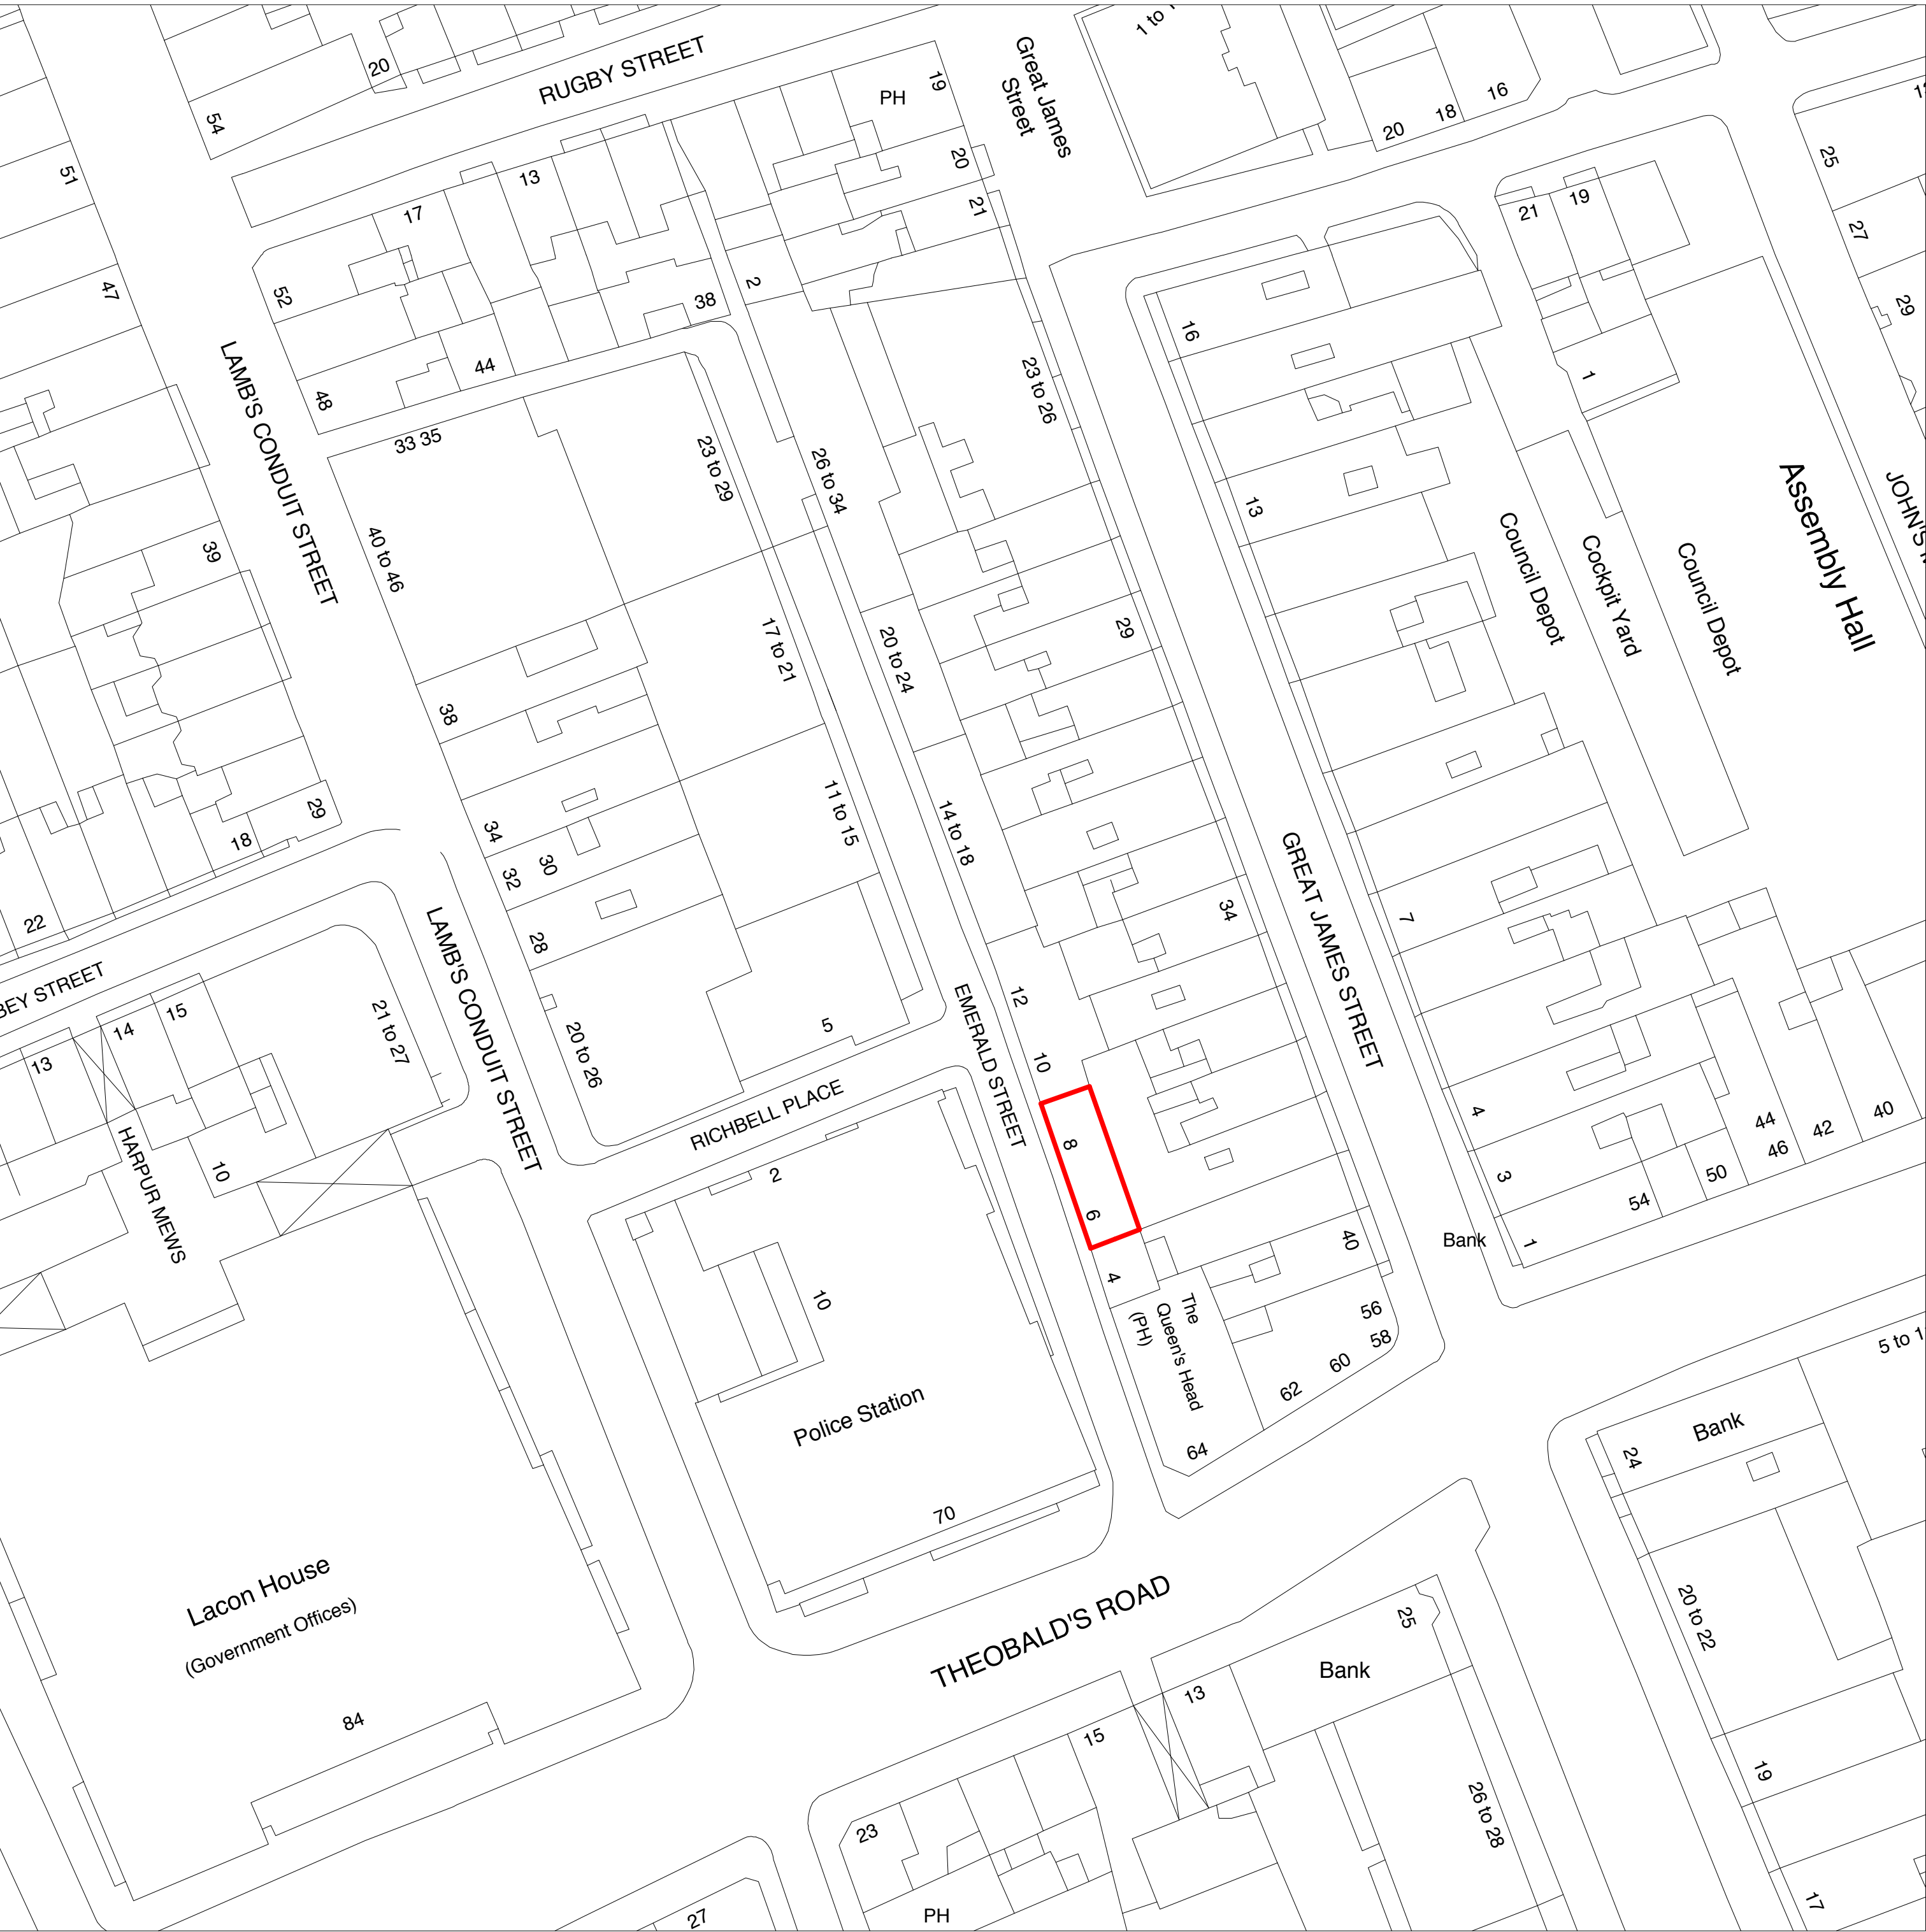 RUGBY STREET
Great James
Street
1 to
20
54
51
47
17
13
PH
19
20
21
20
18
16
25
27
29
21
19
1
52
48
44
38
2
16
LAMB'S CONDUIT STREET
33 35
40 to 46
23 to 29
26 to 34
23 to 26
13
Council Depot
Cockpit Yard
Council Depot
Assembly Hall
39
38
17 to 21
20 to 24
29
34
32
30
11 to 15
14 to 18
29
18
22
28
34
GREAT JAMES STREET
7
LAMB'S CONDUIT STREET
BEY STREET
13
14
15
21 to 27
20 to 26
5
12
10
EMERALD STREET
RICHBELL PLACE
HARPUR MEWS
10
2
8
6
4
The
Queen's Head
(PH)
40
56
58
60
62
64
4
3
1
54
50
44
46
42
40
Bank
10
Police Station
70
5 to 1
Bank
24
20 to 22
19
17
Lacon House
(Government Offices)
84
THEOBALD'S ROAD
25
Bank
13
15
23
PH
26 to 28
27